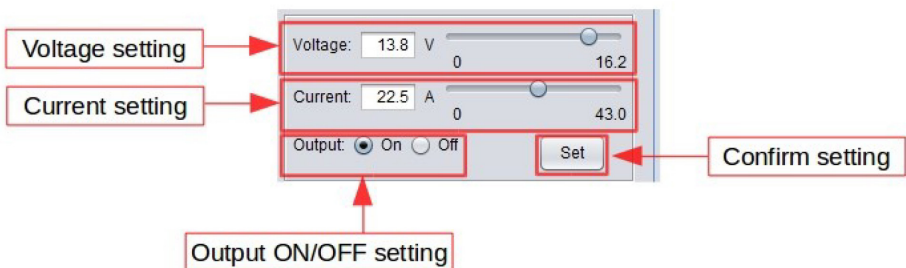 Voltage setting
Voltage: 13.8 V
0 16.2
Current setting
Current: 22.5 A
0 43.0
Output: On Off
Set
Confirm setting
Output ON/OFF setting